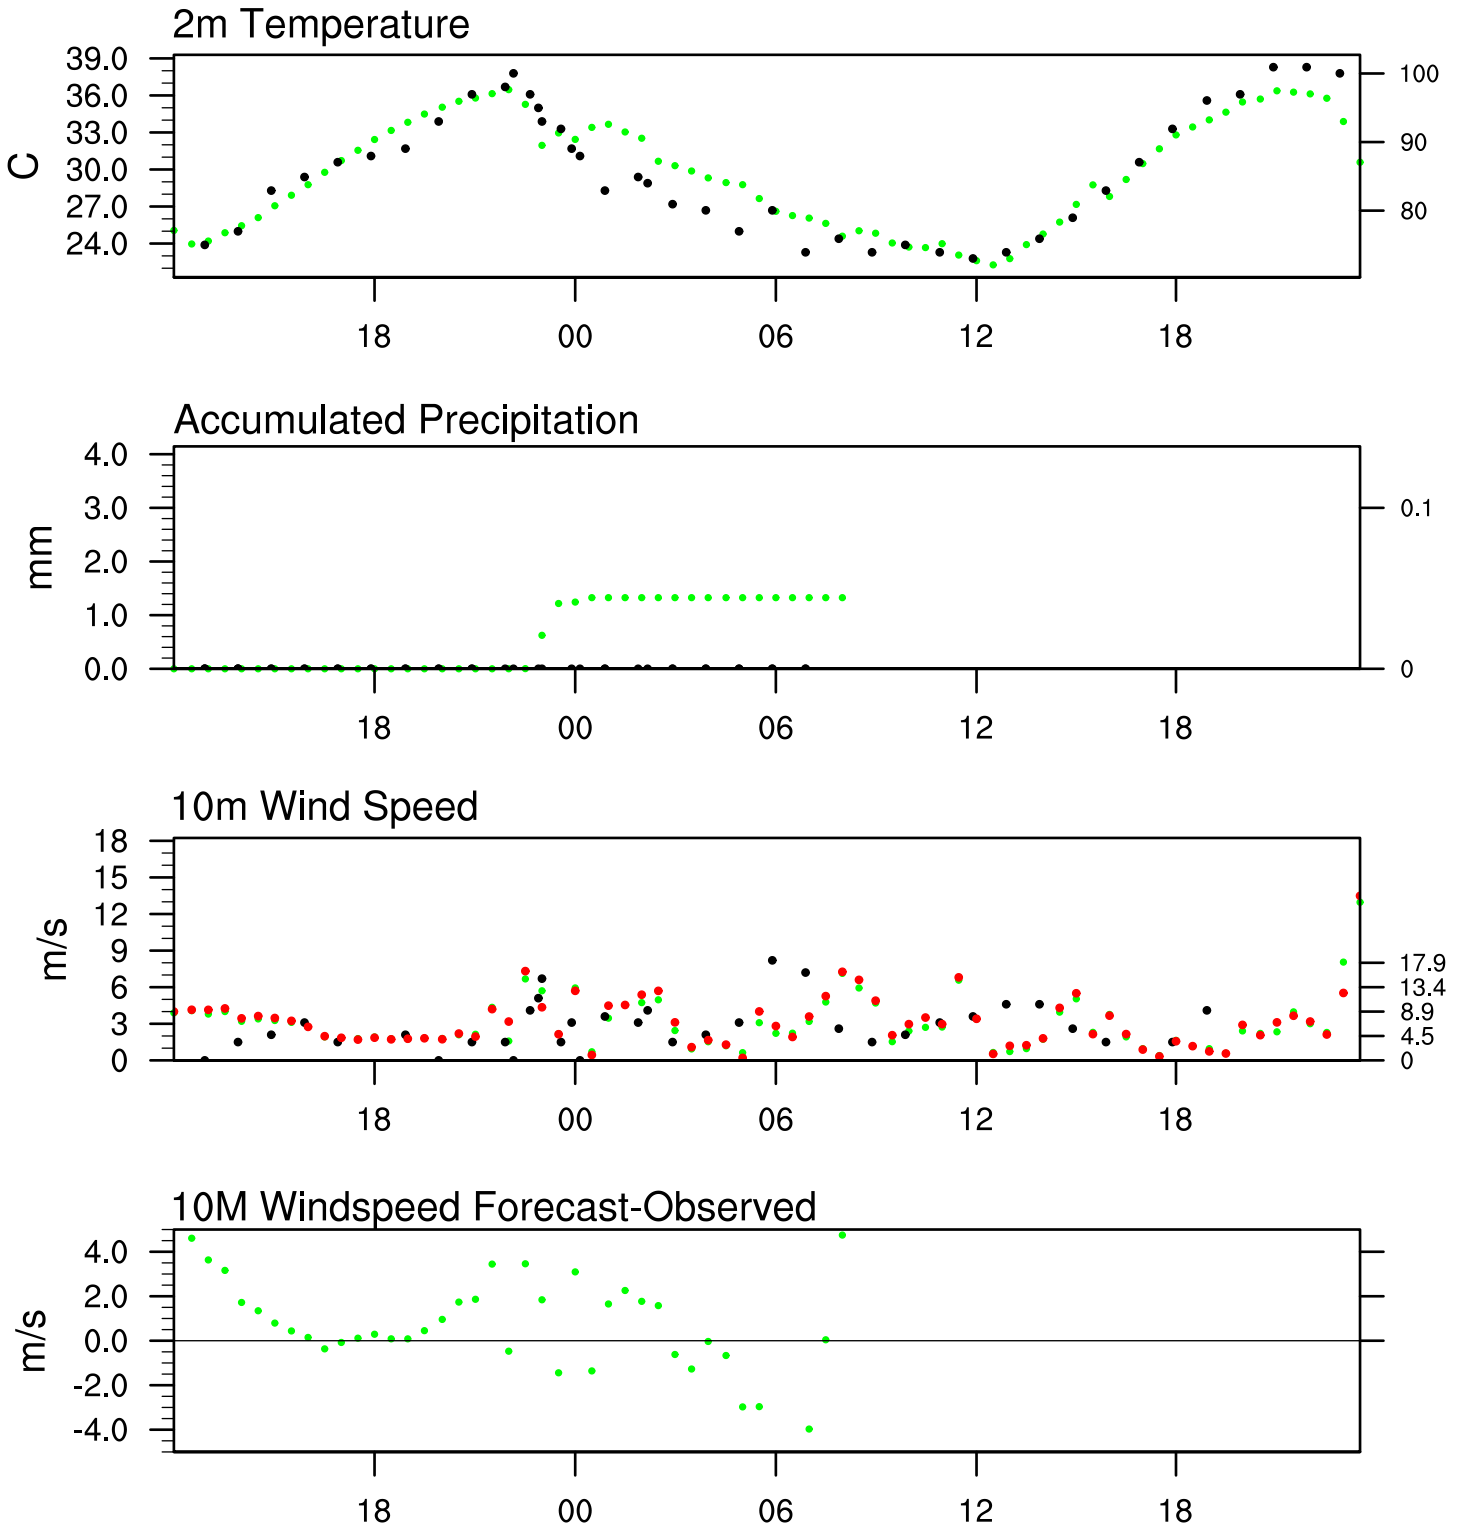 2m Temperature
39.0
36.0
33.0
30.0
27.0
24.0
C
100
90
80
18 00 06 12 18
Accumulated Precipitation
4.0
3.0
2.0
1.0
0.0
mm
0.1
0
18 00 06 12 18
10m Wind Speed
18
15
12
9
6
3
0
m/s
17.9
13.4
8.9
4.5
0
18 00 06 12 18
10M Windspeed Forecast-Observed
4.0
2.0
0.0
-2.0
-4.0
m/s
18 00 06 12 18